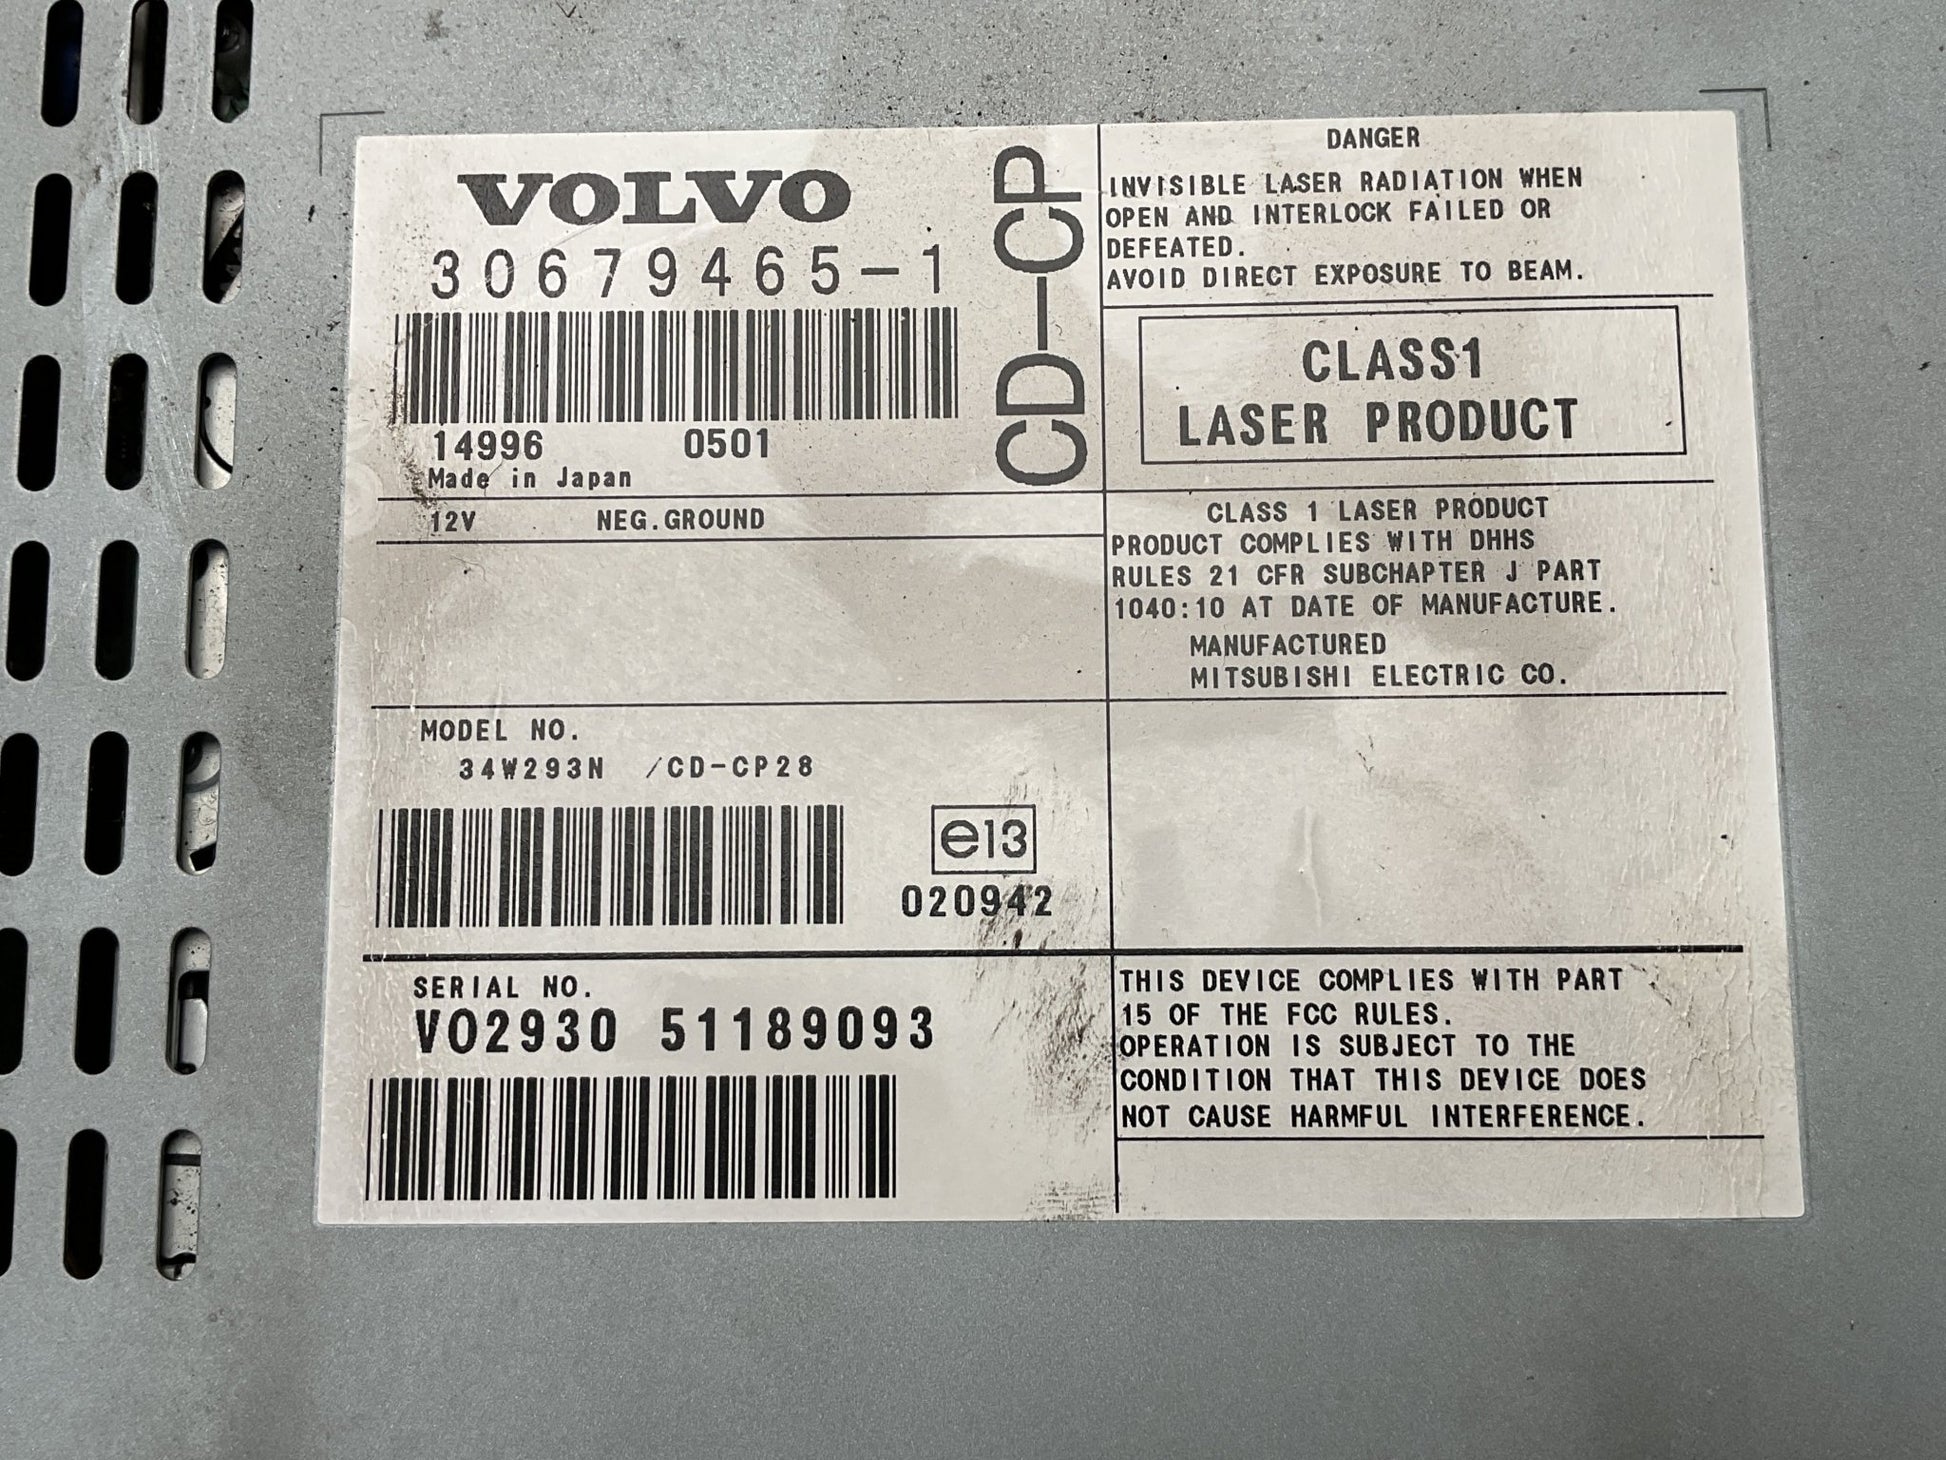 VOLVO
30679465-1
14996 0501
Made in Japan
CD-CP
12V NEG.GROUND
MODEL NO.
34W293N /CD-CP28
e13
020942
SERIAL NO.
VO2930 51189093
DANGER
INVISIBLE LASER RADIATION WHEN
OPEN AND INTERLOCK FAILED OR
DEFEATED.
AVOID DIRECT EXPOSURE TO BEAM.
CLASS1
LASER PRODUCT
CLASS 1 LASER PRODUCT
PRODUCT COMPLIES WITH DHHS
RULES 21 CFR SUBCHAPTER J PART
1040:10 AT DATE OF MANUFACTURE.
MANUFACTURED
MITSUBISHI ELECTRIC CO.
THIS DEVICE COMPLIES WITH PART
15 OF THE FCC RULES.
OPERATION IS SUBJECT TO THE
CONDITION THAT THIS DEVICE DOES
NOT CAUSE HARMFUL INTERFERENCE.